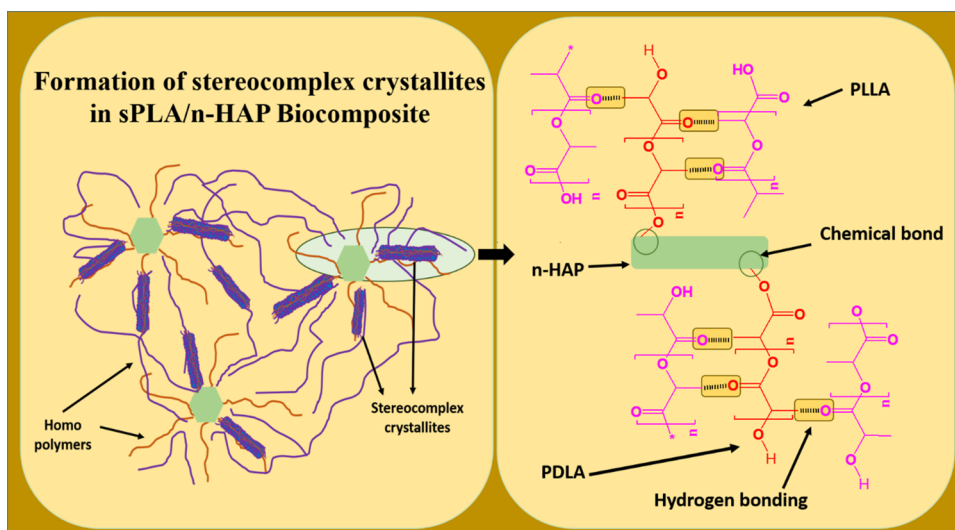 Formation of stereocomplex crystallites
in sPLA/n-HAP Biocomposite
Homo
polymers
Stereocomplex
crystallites
*
H
O
HO
O
PLLA
O
O
O
O
O
O
O
n
O
O
OH
n
O
O
n
Chemical bond
n-HAP
OH
O
O
O
O
n
O
O
O
O
O
O
n
O
O
n
*
O
O
H
O
H
PDLA
Hydrogen bonding